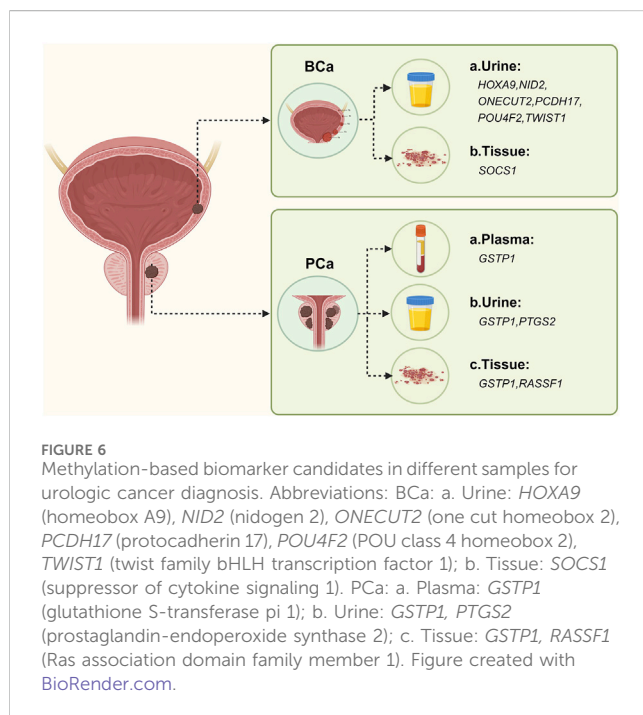 BCa
a.Urine:
HOXA9,NID2,
ONECUT2,PCDH17,
POU4F2,TWIST1
b.Tissue:
SOCS1
PCa
a.Plasma:
GSTP1
b.Urine:
GSTP1,PTGS2
c.Tissue:
GSTP1,RASSF1
FIGURE 6
Methylation-based biomarker candidates in different samples for
urologic cancer diagnosis. Abbreviations: BCa: a. Urine: HOXA9
(homeobox A9), NID2 (nidogen 2), ONECUT2 (one cut homeobox 2),
PCDH17 (protocadherin 17), POU4F2 (POU class 4 homeobox 2),
TWIST1 (twist family bHLH transcription factor 1); b. Tissue: SOCS1
(suppressor of cytokine signaling 1). PCa: a. Plasma: GSTP1
(glutathione S-transferase pi 1); b. Urine: GSTP1, PTGS2
(prostaglandin-endoperoxide synthase 2); c. Tissue: GSTP1, RASSF1
(Ras association domain family member 1). Figure created with
BioRender.com.